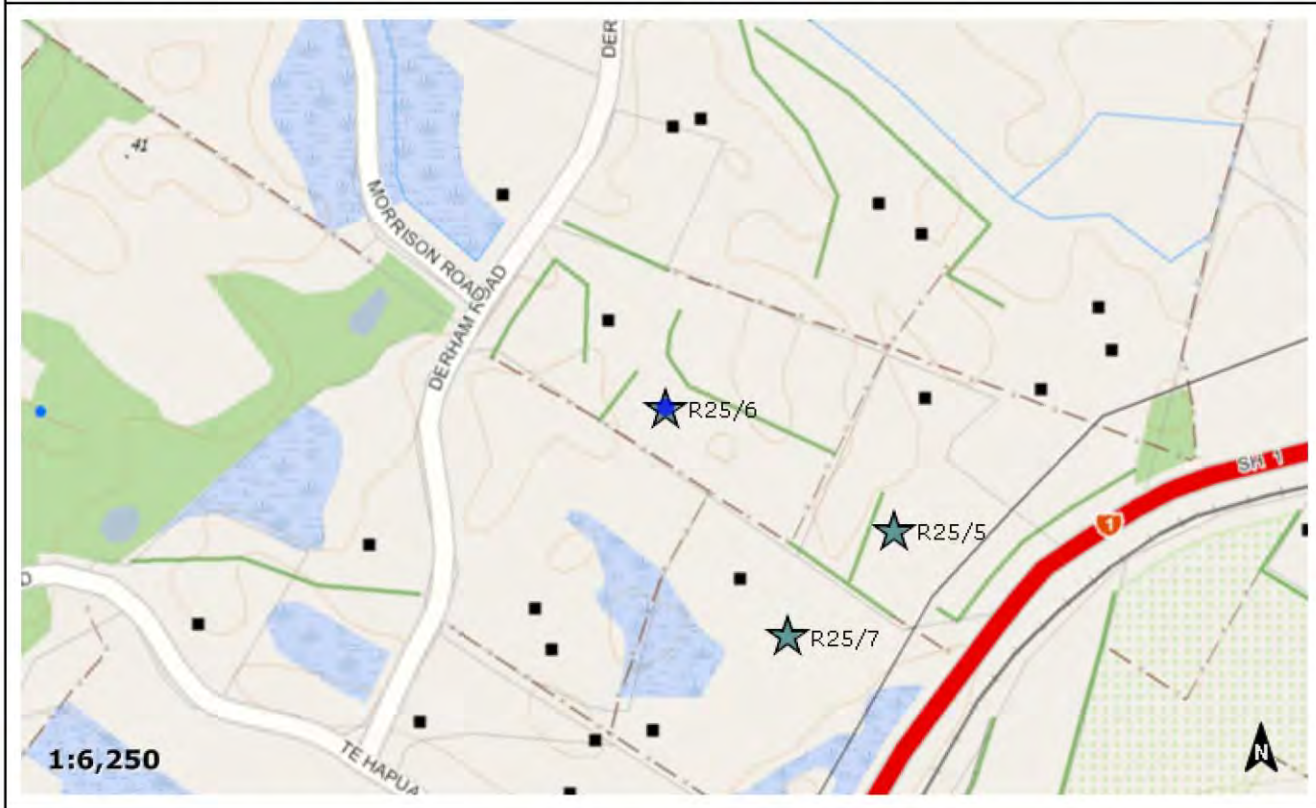 DER
41
MORRISON ROAD
DERHAM ROAD
R25/6
SH 1
1
R25/5
R25/7
TE HAPUA
1:6,250
N